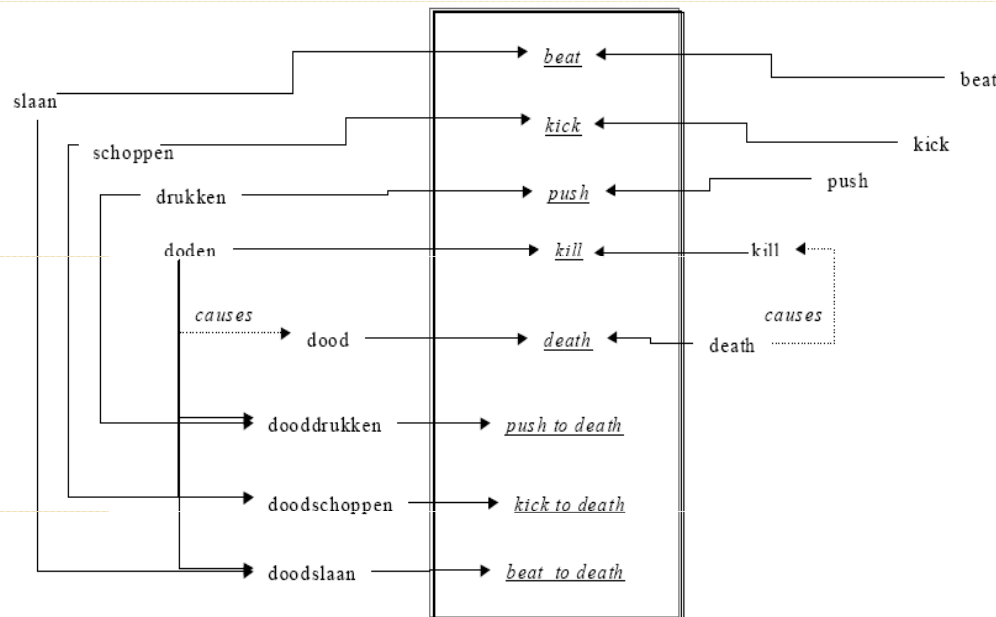 beat
beat
slaan
kick
schoppen
kick
drukken
push
push
doden
kill
kill
causes
causes
dood
death
death
dooddrukken
push to death
doodschoppen
kick to death
doodslaan
beat to death